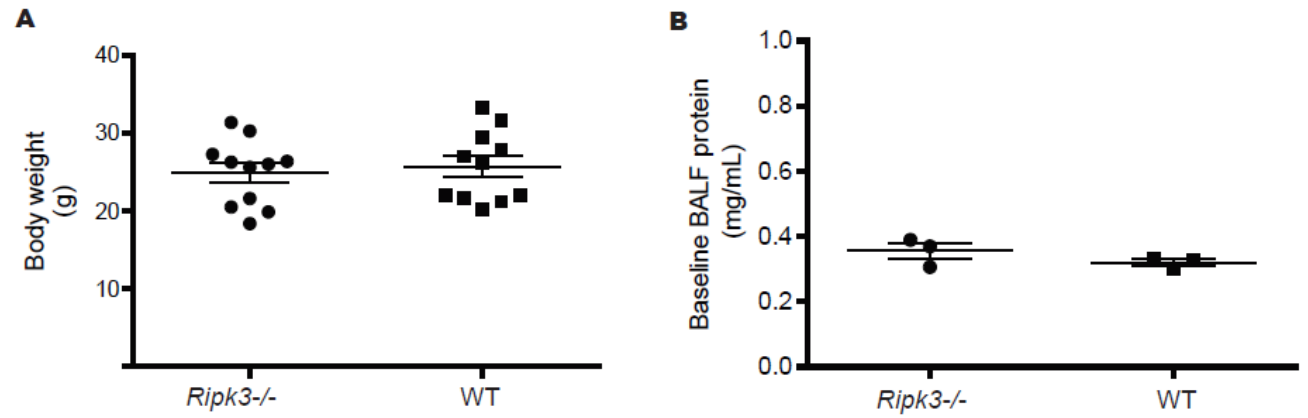 A
Body weight
(g)
40
30
20
10
Ripk3-/-
WT
B
Baseline BALF protein
(mg/mL)
1.0
0.8
0.6
0.4
0.2
0.0
Ripk3-/-
WT